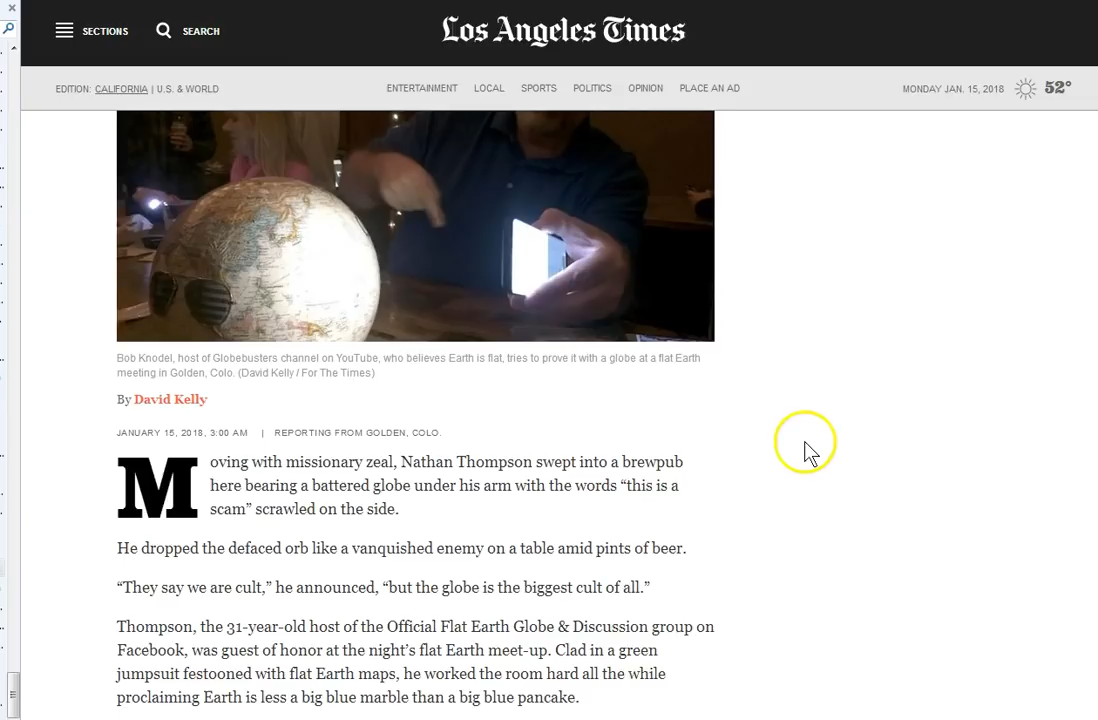 SECTIONS SEARCH Los Angeles Times
EDITION: CALIFORNIA | U.S. & WORLD ENTERTAINMENT LOCAL SPORTS POLITICS OPINION PLACE AN AD MONDAY JAN. 15, 2018 52°
Bob Knodel, host of Globebusters channel on YouTube, who believes Earth is flat, tries to prove it with a globe at a flat Earth
meeting in Golden, Colo. (David Kelly / For The Times)
By David Kelly
JANUARY 15, 2018, 3:00 AM | REPORTING FROM GOLDEN, COLO.
Moving with missionary zeal, Nathan Thompson swept into a brewpub
here bearing a battered globe under his arm with the words “this is a
scam” scrawled on the side.
He dropped the defaced orb like a vanquished enemy on a table amid pints of beer.
“They say we are cult,” he announced, “but the globe is the biggest cult of all.”
Thompson, the 31-year-old host of the Official Flat Earth Globe & Discussion group on
Facebook, was guest of honor at the night’s flat Earth meet-up. Clad in a green
jumpsuit festooned with flat Earth maps, he worked the room hard all the while
proclaiming Earth is less a big blue marble than a big blue pancake.